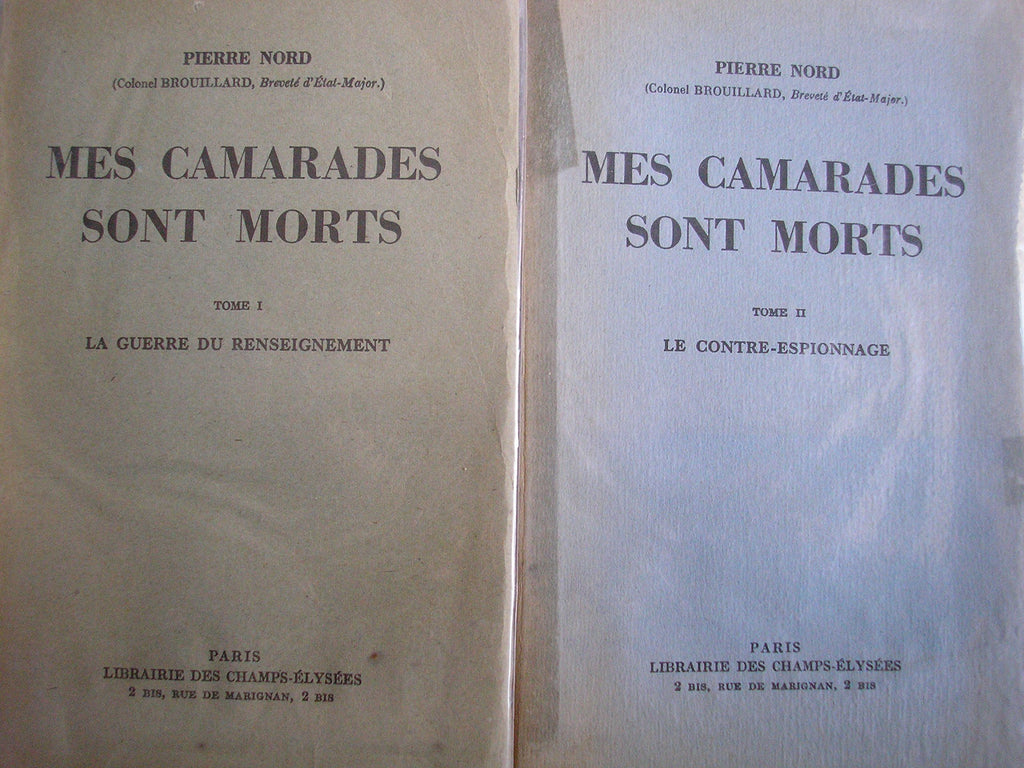 PIERRE NORD
(Colonel BROUILLARD, Breveté d'État-Major.)
MES CAMARADES
SONT MORTS
TOME I
LA GUERRE DU RENSEIGNEMENT
PARIS
LIBRAIRIE DES CHAMPS-ÉLYSÉES
2 BIS, RUE DE MARIGNAN, 2 BIS
PIERRE NORD
(Colonel BROUILLARD, Breveté d'État-Major.)
MES CAMARADES
SONT MORTS
TOME II
LE CONTRE-ESPIONNAGE
PARIS
LIBRAIRIE DES CHAMPS-ÉLYSÉES
2 BIS, RUE DE MARIGNAN, 2 BIS